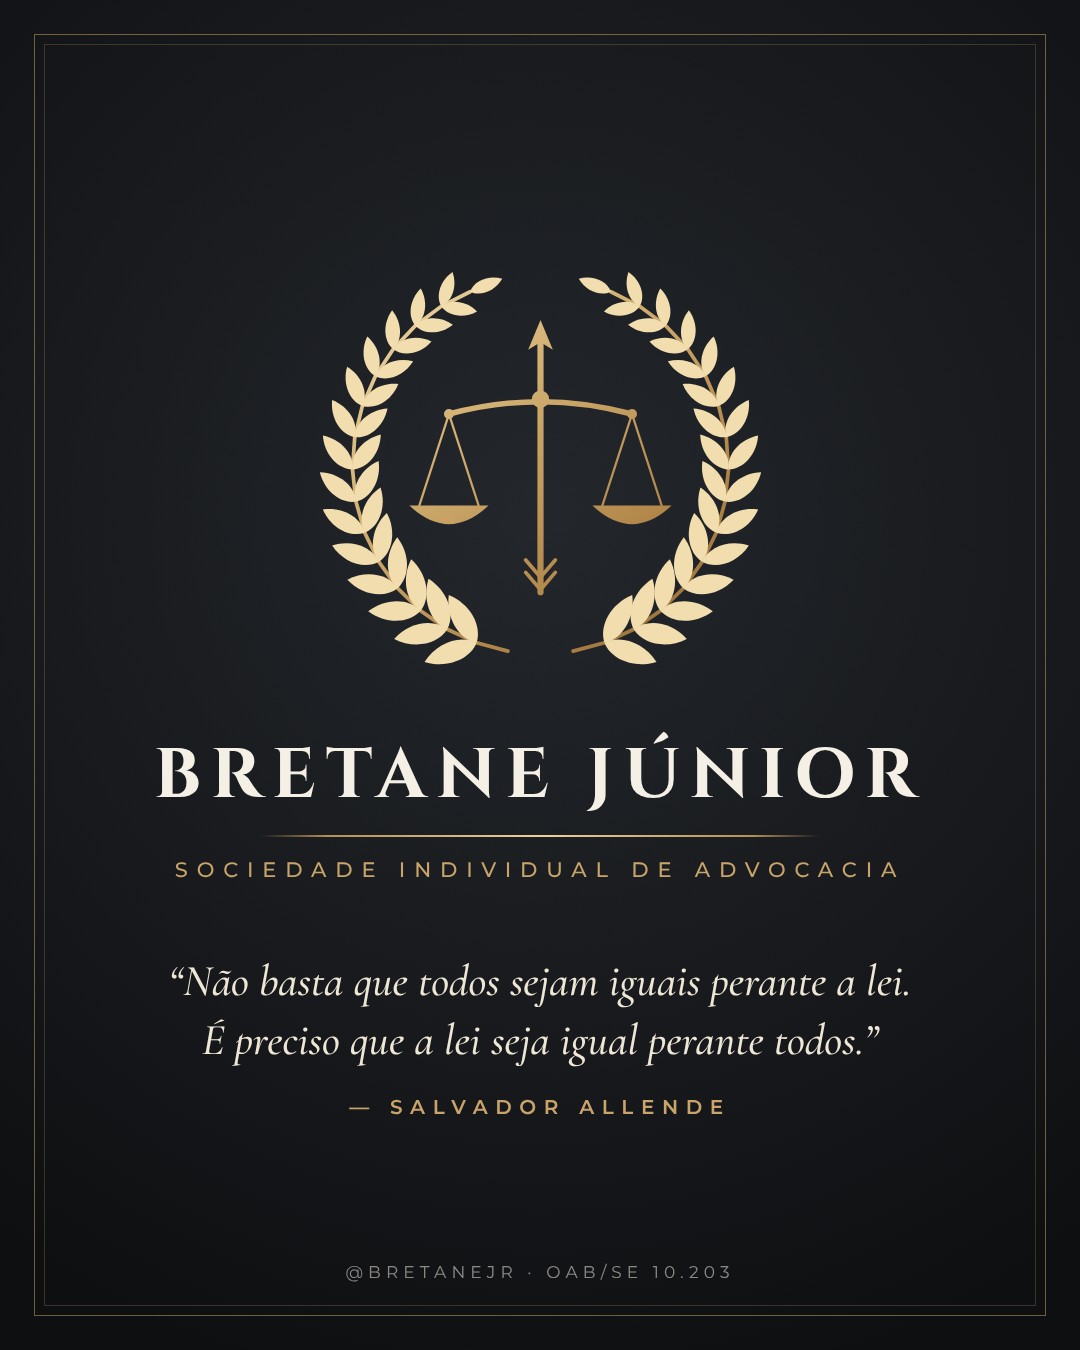 BRETANE JÚNIOR
SOCIEDADE INDIVIDUAL DE ADVOCACIA
“Não basta que todos sejam iguais perante a lei.
É preciso que a lei seja igual perante todos.”
— SALVADOR ALLENDE
@BRETANEJR · OAB/SE 10.203